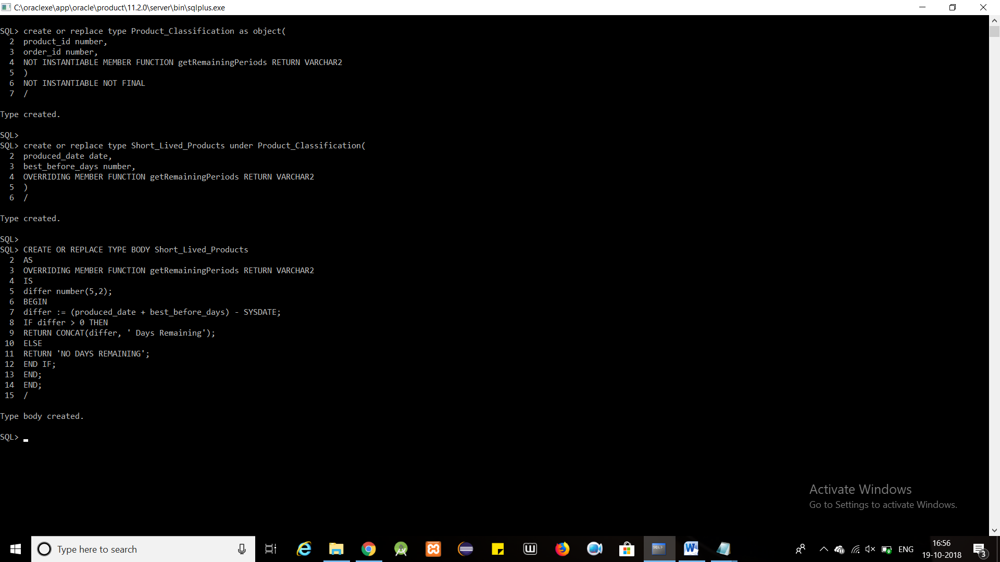 C:\oraclexe\app\oracle\product\11.2.0\server\bin\sqlplus.exe
SQL> create or replace type Product_Classification as object(
  2  product_id number,
  3  order_id number,
  4  NOT INSTANTIABLE MEMBER FUNCTION getRemainingPeriods RETURN VARCHAR2
  5  )
  6  NOT INSTANTIABLE NOT FINAL
  7  /
Type created.
SQL>
SQL> create or replace type Short_Lived_Products under Product_Classification(
  2  produced_date date,
  3  best_before_days number,
  4  OVERRIDING MEMBER FUNCTION getRemainingPeriods RETURN VARCHAR2
  5  )
  6  /
Type created.
SQL>
SQL> CREATE OR REPLACE TYPE BODY Short_Lived_Products
  2  AS
  3  OVERRIDING MEMBER FUNCTION getRemainingPeriods RETURN VARCHAR2
  4  IS
  5  differ number(5,2);
  6  BEGIN
  7  differ := (produced_date + best_before_days) - SYSDATE;
  8  IF differ > 0 THEN
  9  RETURN CONCAT(differ, ' Days Remaining');
 10  ELSE
 11  RETURN 'NO DAYS REMAINING';
 12  END IF;
 13  END;
 14  END;
 15  /
Type body created.
SQL>
Activate Windows
Go to Settings to activate Windows.
Type here to search
SQL>
ENG
16:56
19-10-2018
3